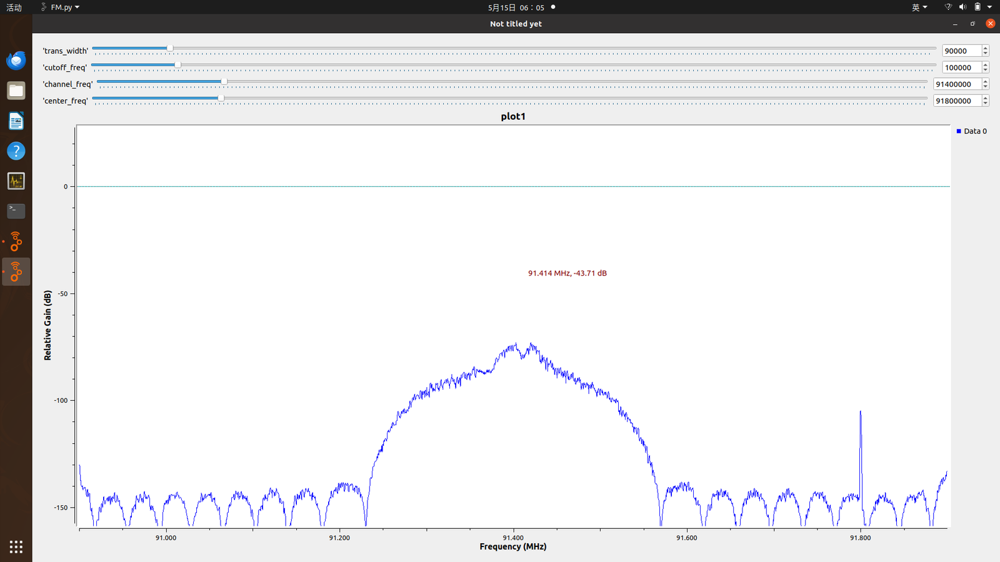 活动 FM.py 5月15日 06：05 英
Not titled yet
'trans_width' 90000
'cutoff_freq' 100000
'channel_freq' 91400000
'center_freq' 91800000
plot1
Data 0
0
91.414 MHz, -43.71 dB
-50
Relative Gain (dB)
-100
-150
91.000 91.200 91.400 91.600 91.800
Frequency (MHz)